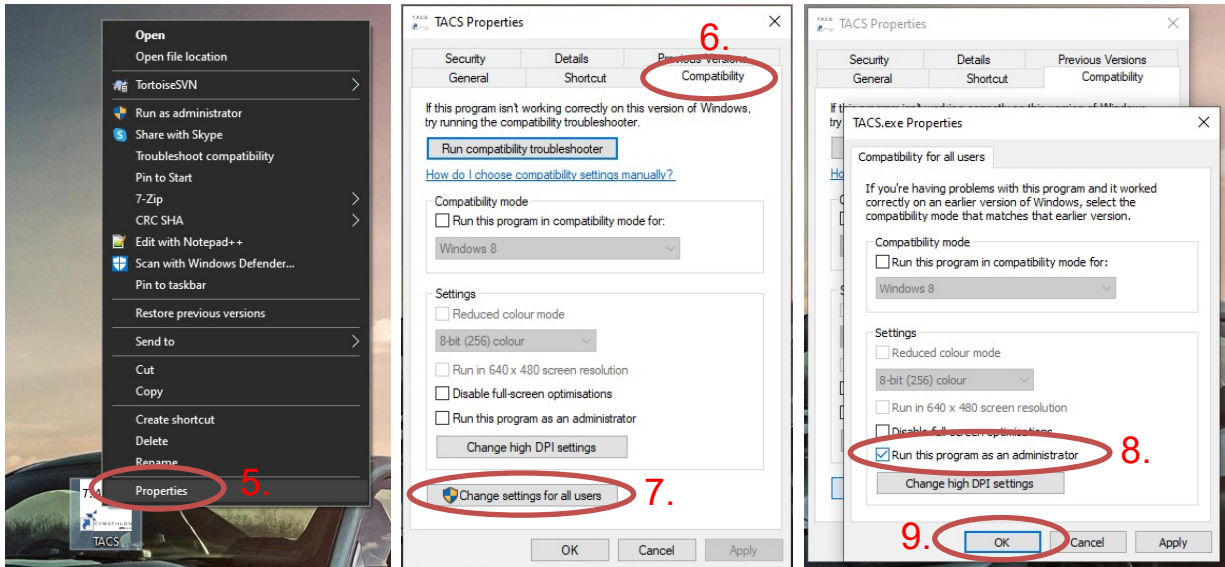 Open
Open file location
TortoiseSVN
Run as administrator
Share with Skype
Troubleshoot compatibility
Pin to Start
7-Zip
CRC SHA
Edit with Notepad++
Scan with Windows Defender...
Pin to taskbar
Restore previous versions
Send to
Cut
Copy
Create shortcut
Delete
Rename
Properties
5.
CYBATHLON
TACS
TACS Properties
6.
Security Details Previous Versions
General Shortcut Compatibility
If this program isn't working correctly on this version of Windows,
try running the compatibility troubleshooter.
Run compatibility troubleshooter
How do I choose compatibility settings manually?
Compatibility mode
Run this program in compatibility mode for:
Windows 8
Settings
Reduced colour mode
8-bit (256) colour
Run in 640 x 480 screen resolution
Disable full-screen optimisations
Run this program as an administrator
Change high DPI settings
Change settings for all users
7.
OK Cancel Apply
TACS Properties
Security Details Previous Versions
General Shortcut Compatibility
TACS.exe Properties
Compatibility for all users
If you're having problems with this program and it worked
correctly on an earlier version of Windows, select the
compatibility mode that matches that earlier version.
Compatibility mode
Run this program in compatibility mode for:
Windows 8
Settings
Reduced colour mode
8-bit (256) colour
Run in 640 x 480 screen resolution
Disable full-screen optimisations
Run this program as an administrator
8.
Change high DPI settings
9.
OK Cancel Apply